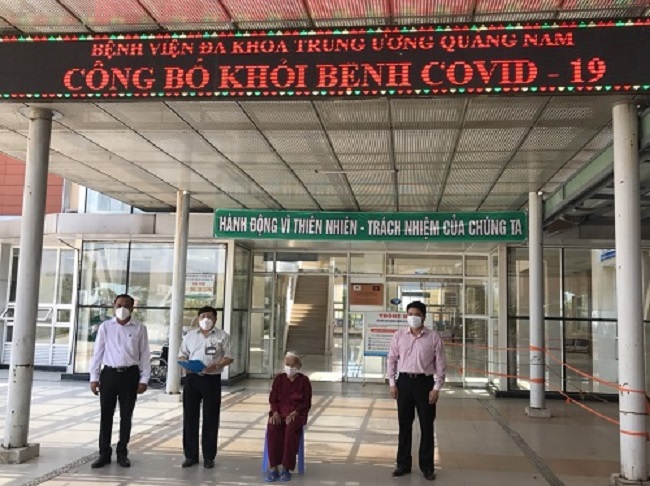 BỆNH VIỆN ĐA KHOA TRUNG ƯƠNG QUẢNG NAM
CÔNG BỐ KHỎI BỆNH COVID - 19
HÀNH ĐỘNG VÌ THIÊN NHIÊN - TRÁCH NHIỆM CỦA CHÚNG TA